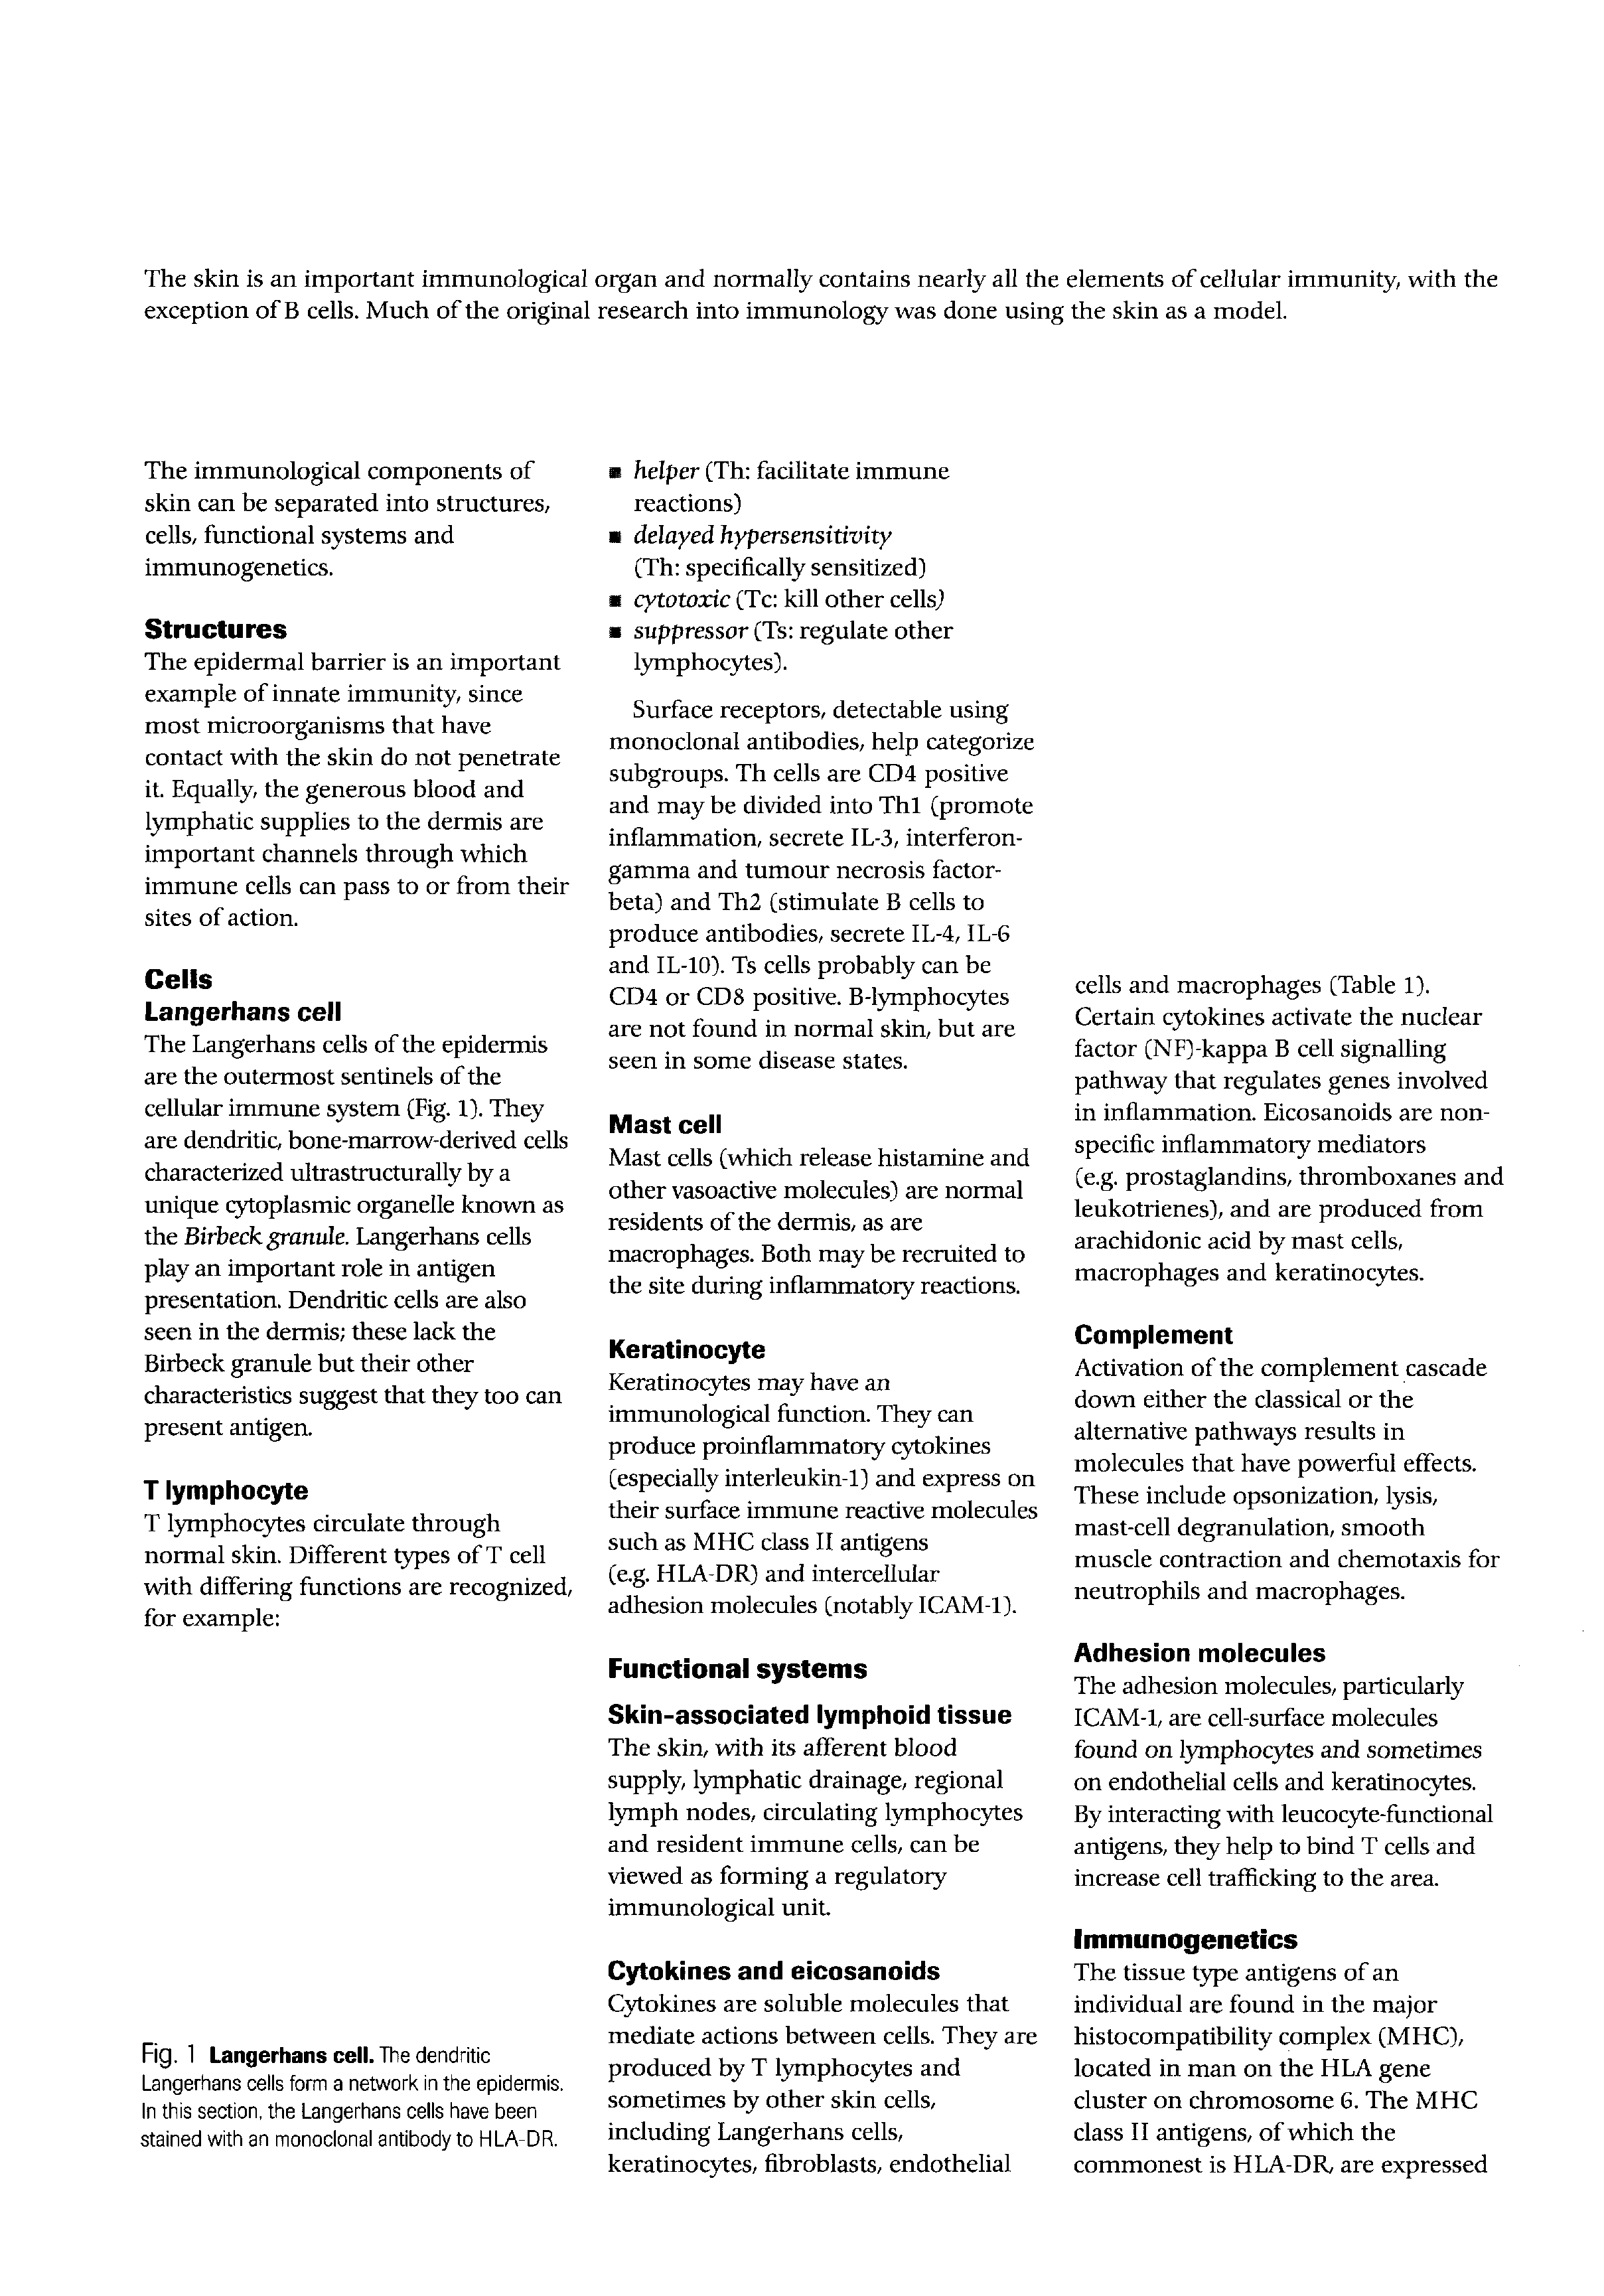 The skin is an important immunological organ and normally contains nearly all the elements of cellular immunity, with the
exception of B cells. Much of the original research into immunology was done using the skin as a model.
The immunological components of
skin can be separated into structures,
cells, functional systems and
immunogenetics.
Structures
The epidermal barrier is an important
example of innate immunity, since
most microorganisms that have
contact with the skin do not penetrate
it. Equally, the generous blood and
lymphatic supplies to the dermis are
important channels through which
immune cells can pass to or from their
sites of action.
Cells
Langerhans cell
The Langerhans cells of the epidermis
are the outermost sentinels of the
cellular immune system (Fig. 1). They
are dendritic, bone-marrow-derived cells
characterized ultrastructurally by a
unique cytoplasmic organelle known as
the Birbeck granule. Langerhans cells
play an important role in antigen
presentation. Dendritic cells are also
seen in the dermis; these lack the
Birbeck granule but their other
characteristics suggest that they too can
present antigen.
T lymphocyte
T lymphocytes circulate through
normal skin. Different types of T cell
with differing functions are recognized,
for example:
Fig. 1 Langerhans cell. The dendritic
Langerhans cells form a network in the epidermis.
In this section, the Langerhans cells have been
stained with an monoclonal antibody to HLA-DR.
■ helper (Th: facilitate immune
reactions)
■ delayed hypersensitivity
(Th: specifically sensitized)
■ cytotoxic (Tc: kill other cells)
■ suppressor (Ts: regulate other
lymphocytes).
Surface receptors, detectable using
monoclonal antibodies, help categorize
subgroups. Th cells are CD4 positive
and may be divided into Th1 (promote
inflammation, secrete IL-3, interferon-
gamma and tumour necrosis factor-
beta) and Th2 (stimulate B cells to
produce antibodies, secrete IL-4, IL-6
and IL-10). Ts cells probably can be
CD4 or CD8 positive. B-lymphocytes
are not found in normal skin, but are
seen in some disease states.
Mast cell
Mast cells (which release histamine and
other vasoactive molecules) are normal
residents of the dermis, as are
macrophages. Both may be recruited to
the site during inflammatory reactions.
Keratinocyte
Keratinocytes may have an
immunological function. They can
produce proinflammatory cytokines
(especially interleukin-1) and express on
their surface immune reactive molecules
such as MHC class II antigens
(e.g. HLA-DR) and intercellular
adhesion molecules (notably ICAM-1).
Functional systems
Skin-associated lymphoid tissue
The skin, with its afferent blood
supply, lymphatic drainage, regional
lymph nodes, circulating lymphocytes
and resident immune cells, can be
viewed as forming a regulatory
immunological unit.
Cytokines and eicosanoids
Cytokines are soluble molecules that
mediate actions between cells. They are
produced by T lymphocytes and
sometimes by other skin cells,
including Langerhans cells,
keratinocytes, fibroblasts, endothelial
cells and macrophages (Table 1).
Certain cytokines activate the nuclear
factor (NF)-kappa B cell signalling
pathway that regulates genes involved
in inflammation. Eicosanoids are non-
specific inflammatory mediators
(e.g. prostaglandins, thromboxanes and
leukotrienes), and are produced from
arachidonic acid by mast cells,
macrophages and keratinocytes.
Complement
Activation of the complement cascade
down either the classical or the
alternative pathways results in
molecules that have powerful effects.
These include opsonization, lysis,
mast-cell degranulation, smooth
muscle contraction and chemotaxis for
neutrophils and macrophages.
Adhesion molecules
The adhesion molecules, particularly
ICAM-1, are cell-surface molecules
found on lymphocytes and sometimes
on endothelial cells and keratinocytes.
By interacting with leucocyte-functional
antigens, they help to bind T cells and
increase cell trafficking to the area.
Immunogenetics
The tissue type antigens of an
individual are found in the major
histocompatibility complex (MHC),
located in man on the HLA gene
cluster on chromosome 6. The MHC
class II antigens, of which the
commonest is HLA-DR, are expressed